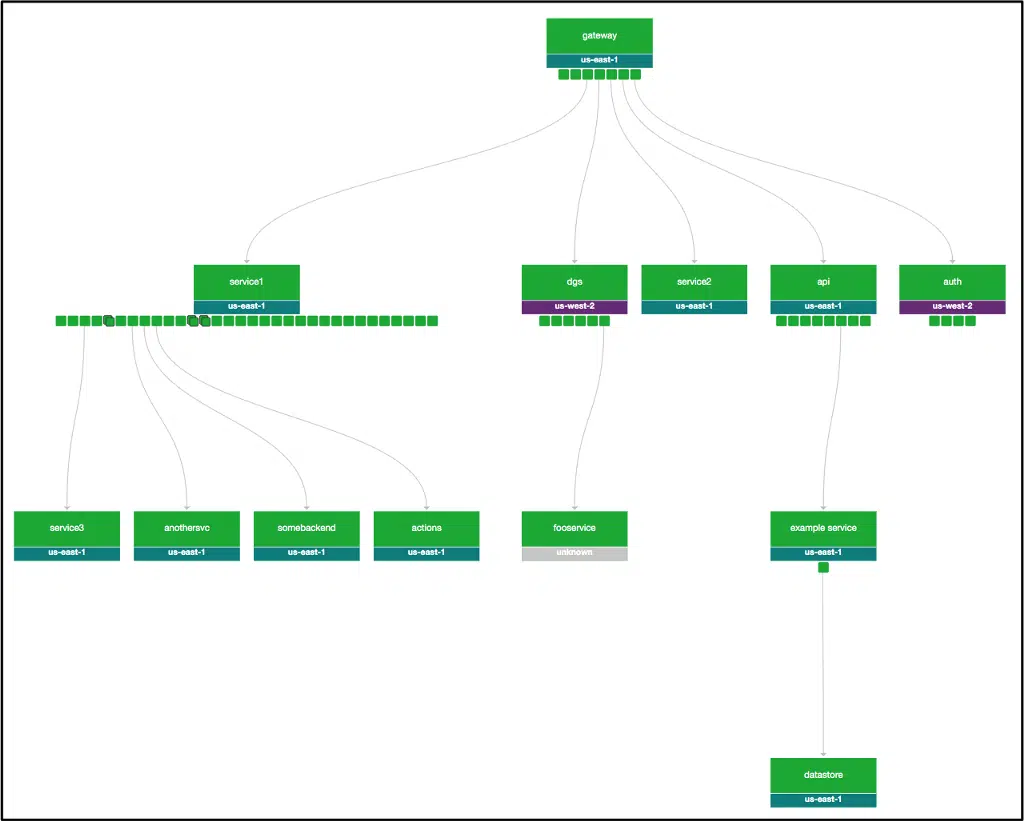 gateway
us-east-1
service1
us-east-1
dgs
us-west-2
service2
us-east-1
api
us-east-1
auth
us-west-2
service3
us-east-1
anothersvc
us-east-1
somebackend
us-east-1
actions
us-east-1
fooservice
unknown
example service
us-east-1
datastore
us-east-1